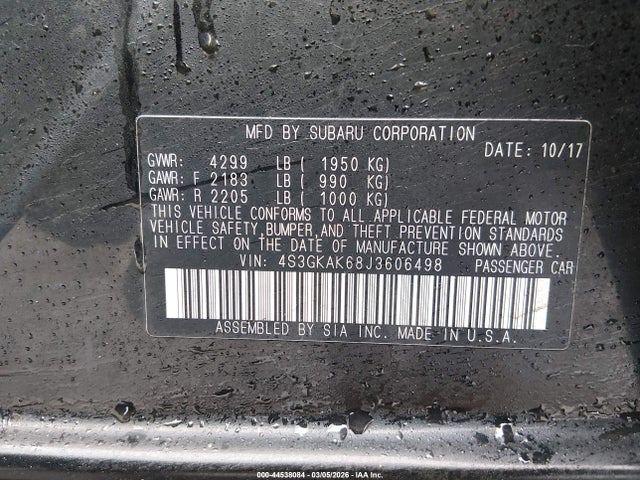 MFD BY SUBARU CORPORATION
DATE: 10/17
GVWR: 4299 LB ( 1950 KG)
GAWR: F 2183 LB ( 990 KG)
GAWR: R 2205 LB ( 1000 KG)
THIS VEHICLE CONFORMS TO ALL APPLICABLE FEDERAL MOTOR
VEHICLE SAFETY,BUMPER,AND THEFT PREVENTION STANDARDS
IN EFFECT ON THE DATE OF MANUFACTURE SHOWN ABOVE.
VIN: 4S3GKAK68J3606498 PASSENGER CAR
ASSEMBLED BY SIA INC. MADE IN U.S.A.
000-44538084 - 03/05/2026 - IAA Inc.